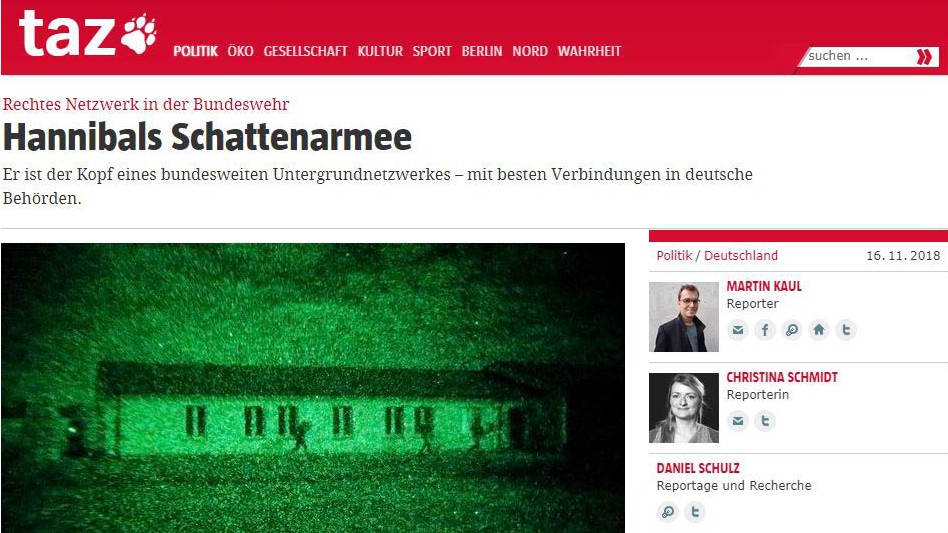 taz
POLITIK ÖKO GESELLSCHAFT KULTUR SPORT BERLIN NORD WAHRHEIT
suchen ...
Rechtes Netzwerk in der Bundeswehr
Hannibals Schattenarmee
Er ist der Kopf eines bundesweiten Untergrundnetzwerkes – mit besten Verbindungen in deutsche
Behörden.
Politik / Deutschland 16. 11. 2018
MARTIN KAUL
Reporter
CHRISTINA SCHMIDT
Reporterin
DANIEL SCHULZ
Reportage und Recherche